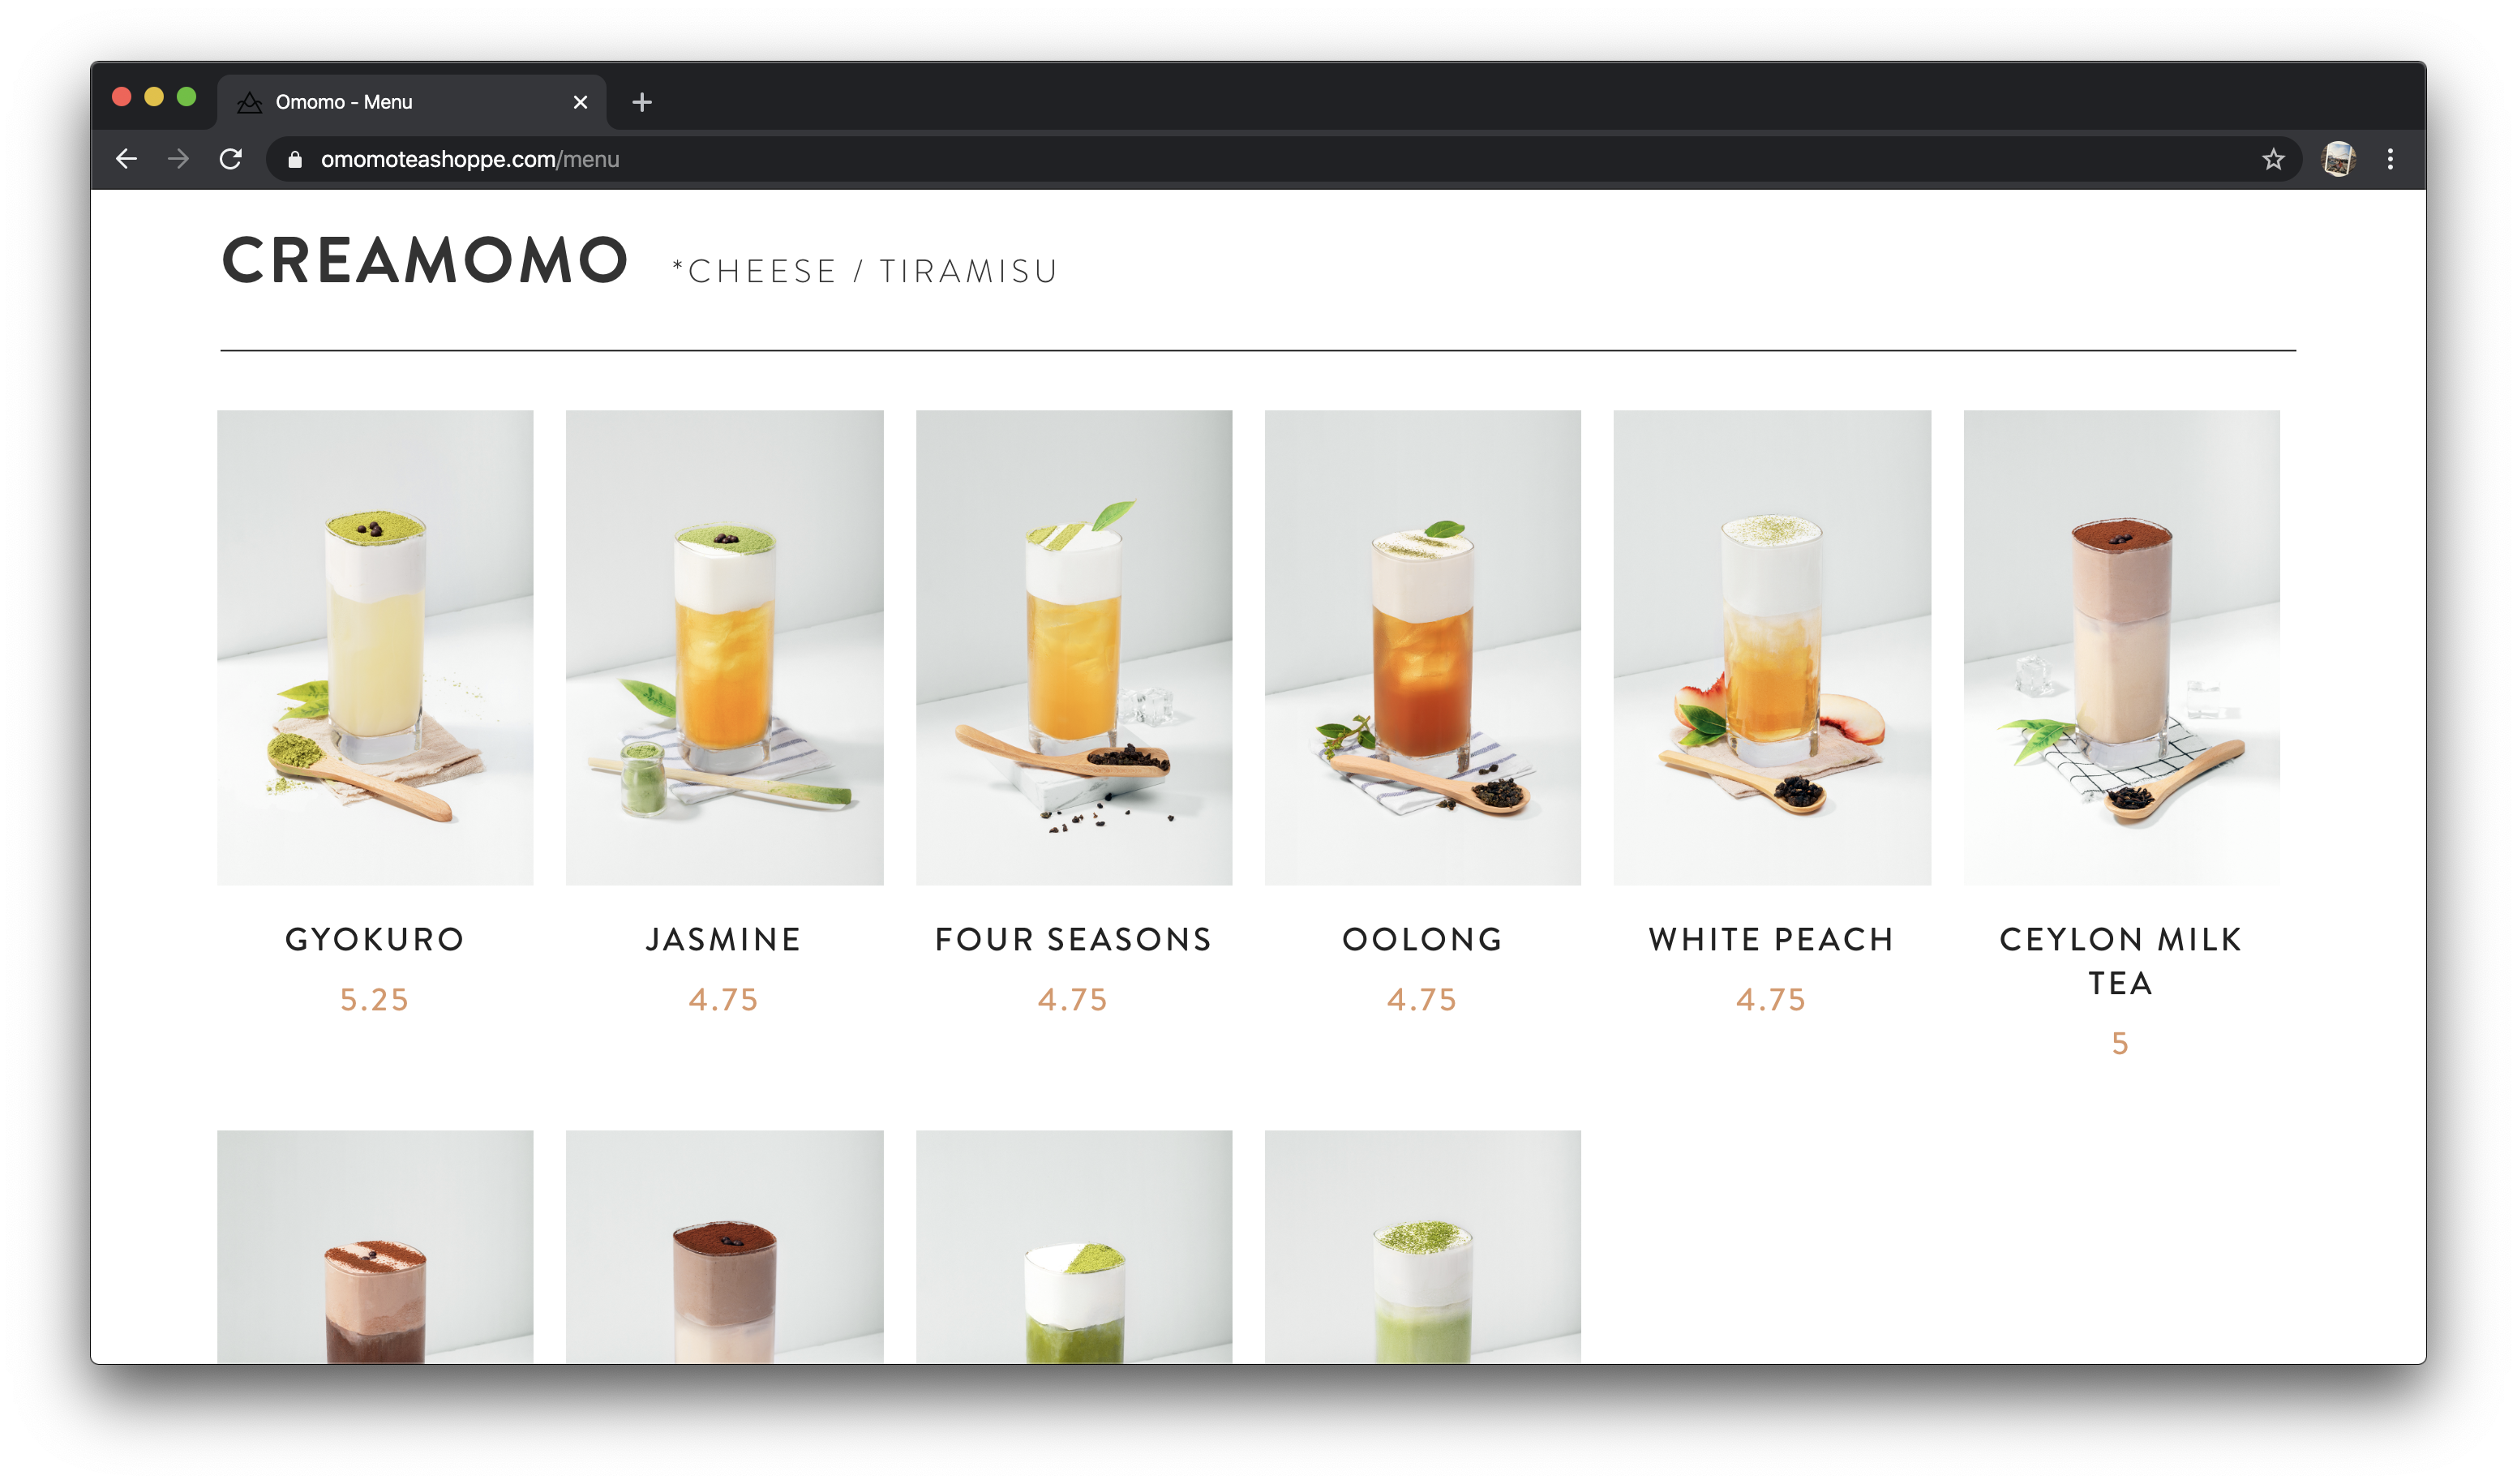 Omomo - Menu
omomoteashoppe.com/menu
CREAMOMO *CHEESE / TIRAMISU
GYOKURO
5.25
JASMINE
4.75
FOUR SEASONS
4.75
OOLONG
4.75
WHITE PEACH
4.75
CEYLON MILK
TEA
5